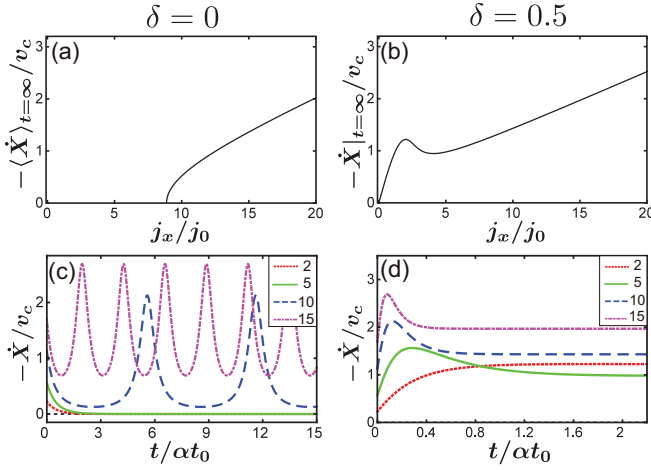 δ = 0
δ = 0.5
(a)
−⟨Ẋ⟩t=∞/vc
3
2
1
0
0 5 10 15 20
jx/j0
(b)
−Ẋ|t=∞/vc
3
2
1
0
0 5 10 15 20
jx/j0
(c)
−Ẋ/vc
2
1
0
0 3 6 9 12 15
t/αt0
2
5
10
15
(d)
−Ẋ/vc
3
2
1
0
0 0.4 0.8 1.2 1.6 2
t/αt0
2
5
10
15